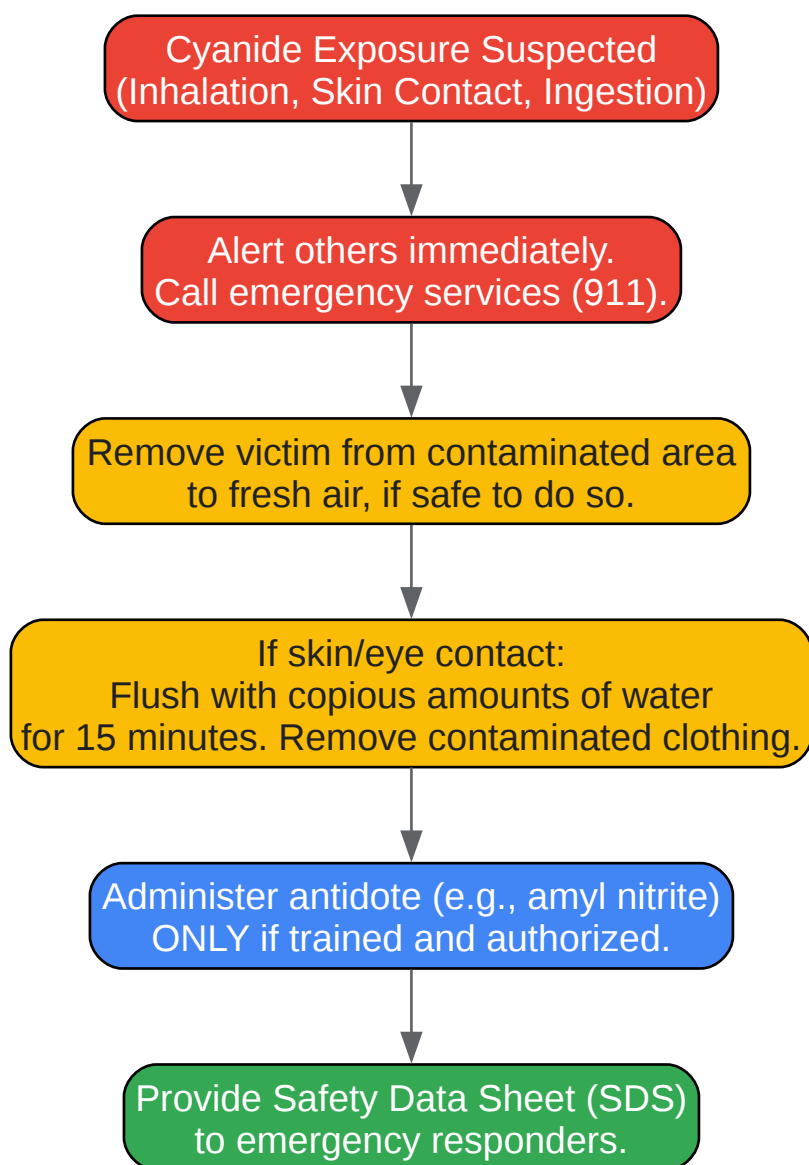 Cyanide Exposure Suspected
(Inhalation, Skin Contact, Ingestion)
Alert others immediately.
Call emergency services (911).
Remove victim from contaminated area
to fresh air, if safe to do so.
If skin/eye contact:
Flush with copious amounts of water
for 15 minutes. Remove contaminated clothing.
Administer antidote (e.g., amyl nitrite)
ONLY if trained and authorized.
Provide Safety Data Sheet (SDS)
to emergency responders.